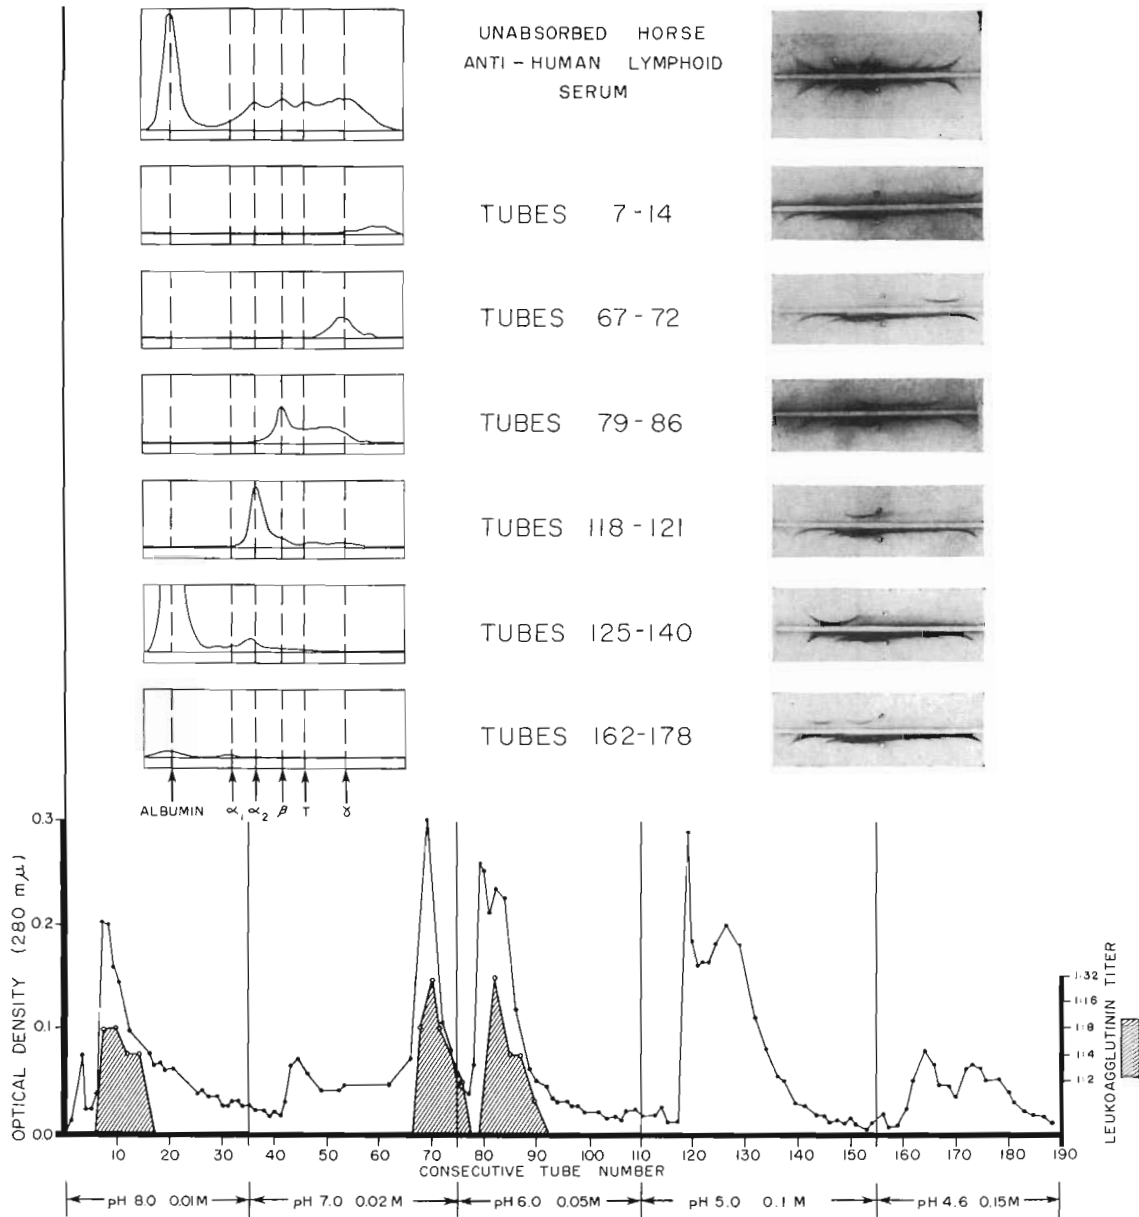 UNABSORBED HORSE
ANTI-HUMAN LYMPHOID
SERUM
TUBES 7-14
TUBES 67-72
TUBES 79-86
TUBES 118-121
TUBES 125-140
TUBES 162-178
ALBUMIN α1 α2 β T γ
OPTICAL DENSITY (280 mμ)
0.3
0.2
0.1
0.0
LEUKOAGGLUTININ TITER
1:32
1:16
1:8
1:4
1:2
10 20 30 40 50 60 70 80 90 100 110 120 130 140 150 160 170 180 190
CONSECUTIVE TUBE NUMBER
pH 8.0 0.01M pH 7.0 0.02 M pH 6.0 0.05M pH 5.0 0.1 M pH 4.6 0.15M